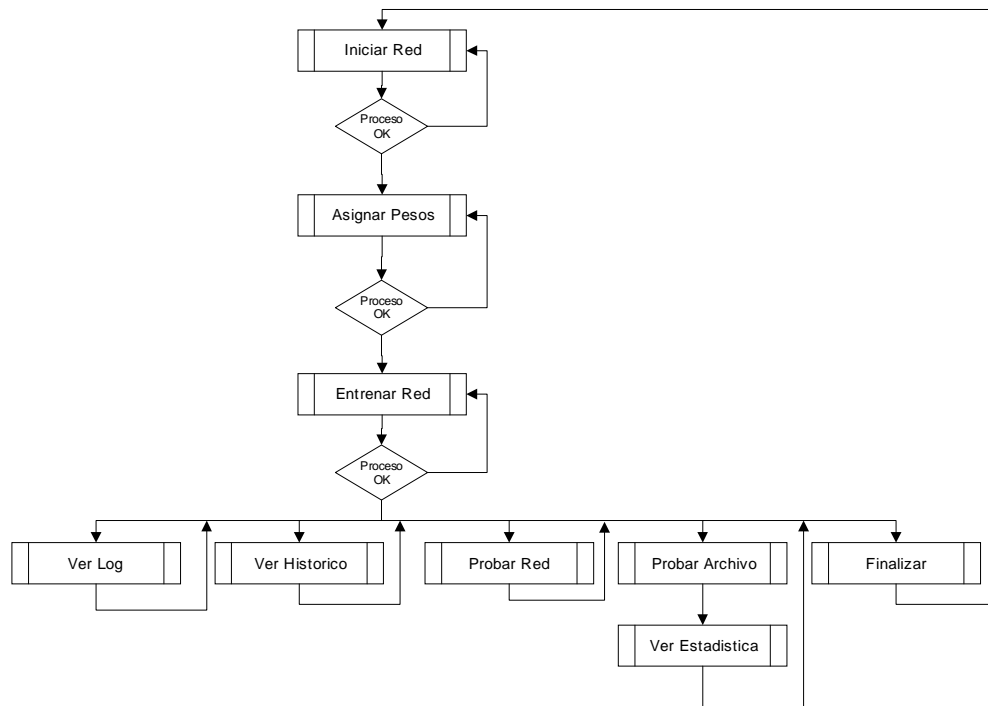 Iniciar Red
Proceso
OK
Asignar Pesos
Proceso
OK
Entrenar Red
Proceso
OK
Ver Log
Ver Historico
Probar Red
Probar Archivo
Finalizar
Ver Estadistica